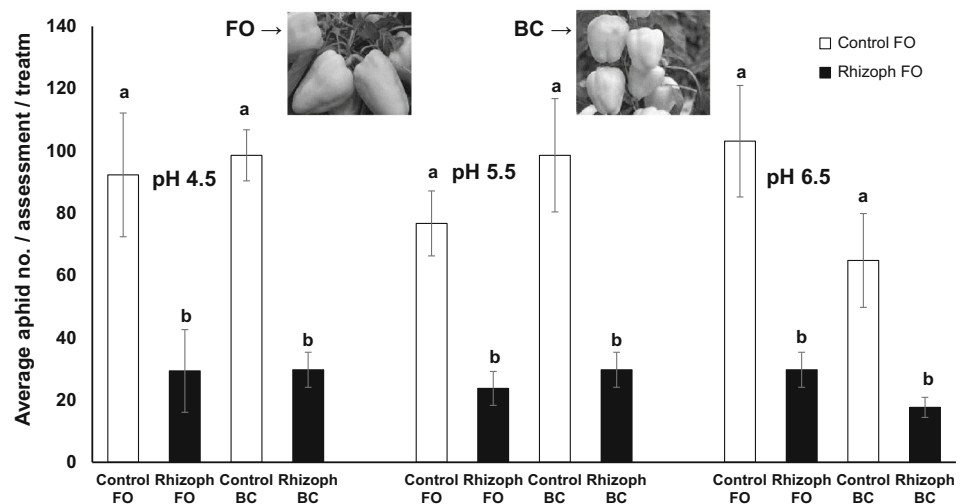 Average aphid no. / assessment / treatm
140
120
100
80
60
40
20
0
FO →
BC →
Control FO
Rhizoph FO
a
a
a
a
a
a
pH 4.5
pH 5.5
pH 6.5
b
b
b
b
b
b
Control Rhizoph Control Rhizoph
FO FO BC BC
Control Rhizoph Control Rhizoph
FO FO BC BC
Control Rhizoph Control Rhizoph
FO FO BC BC